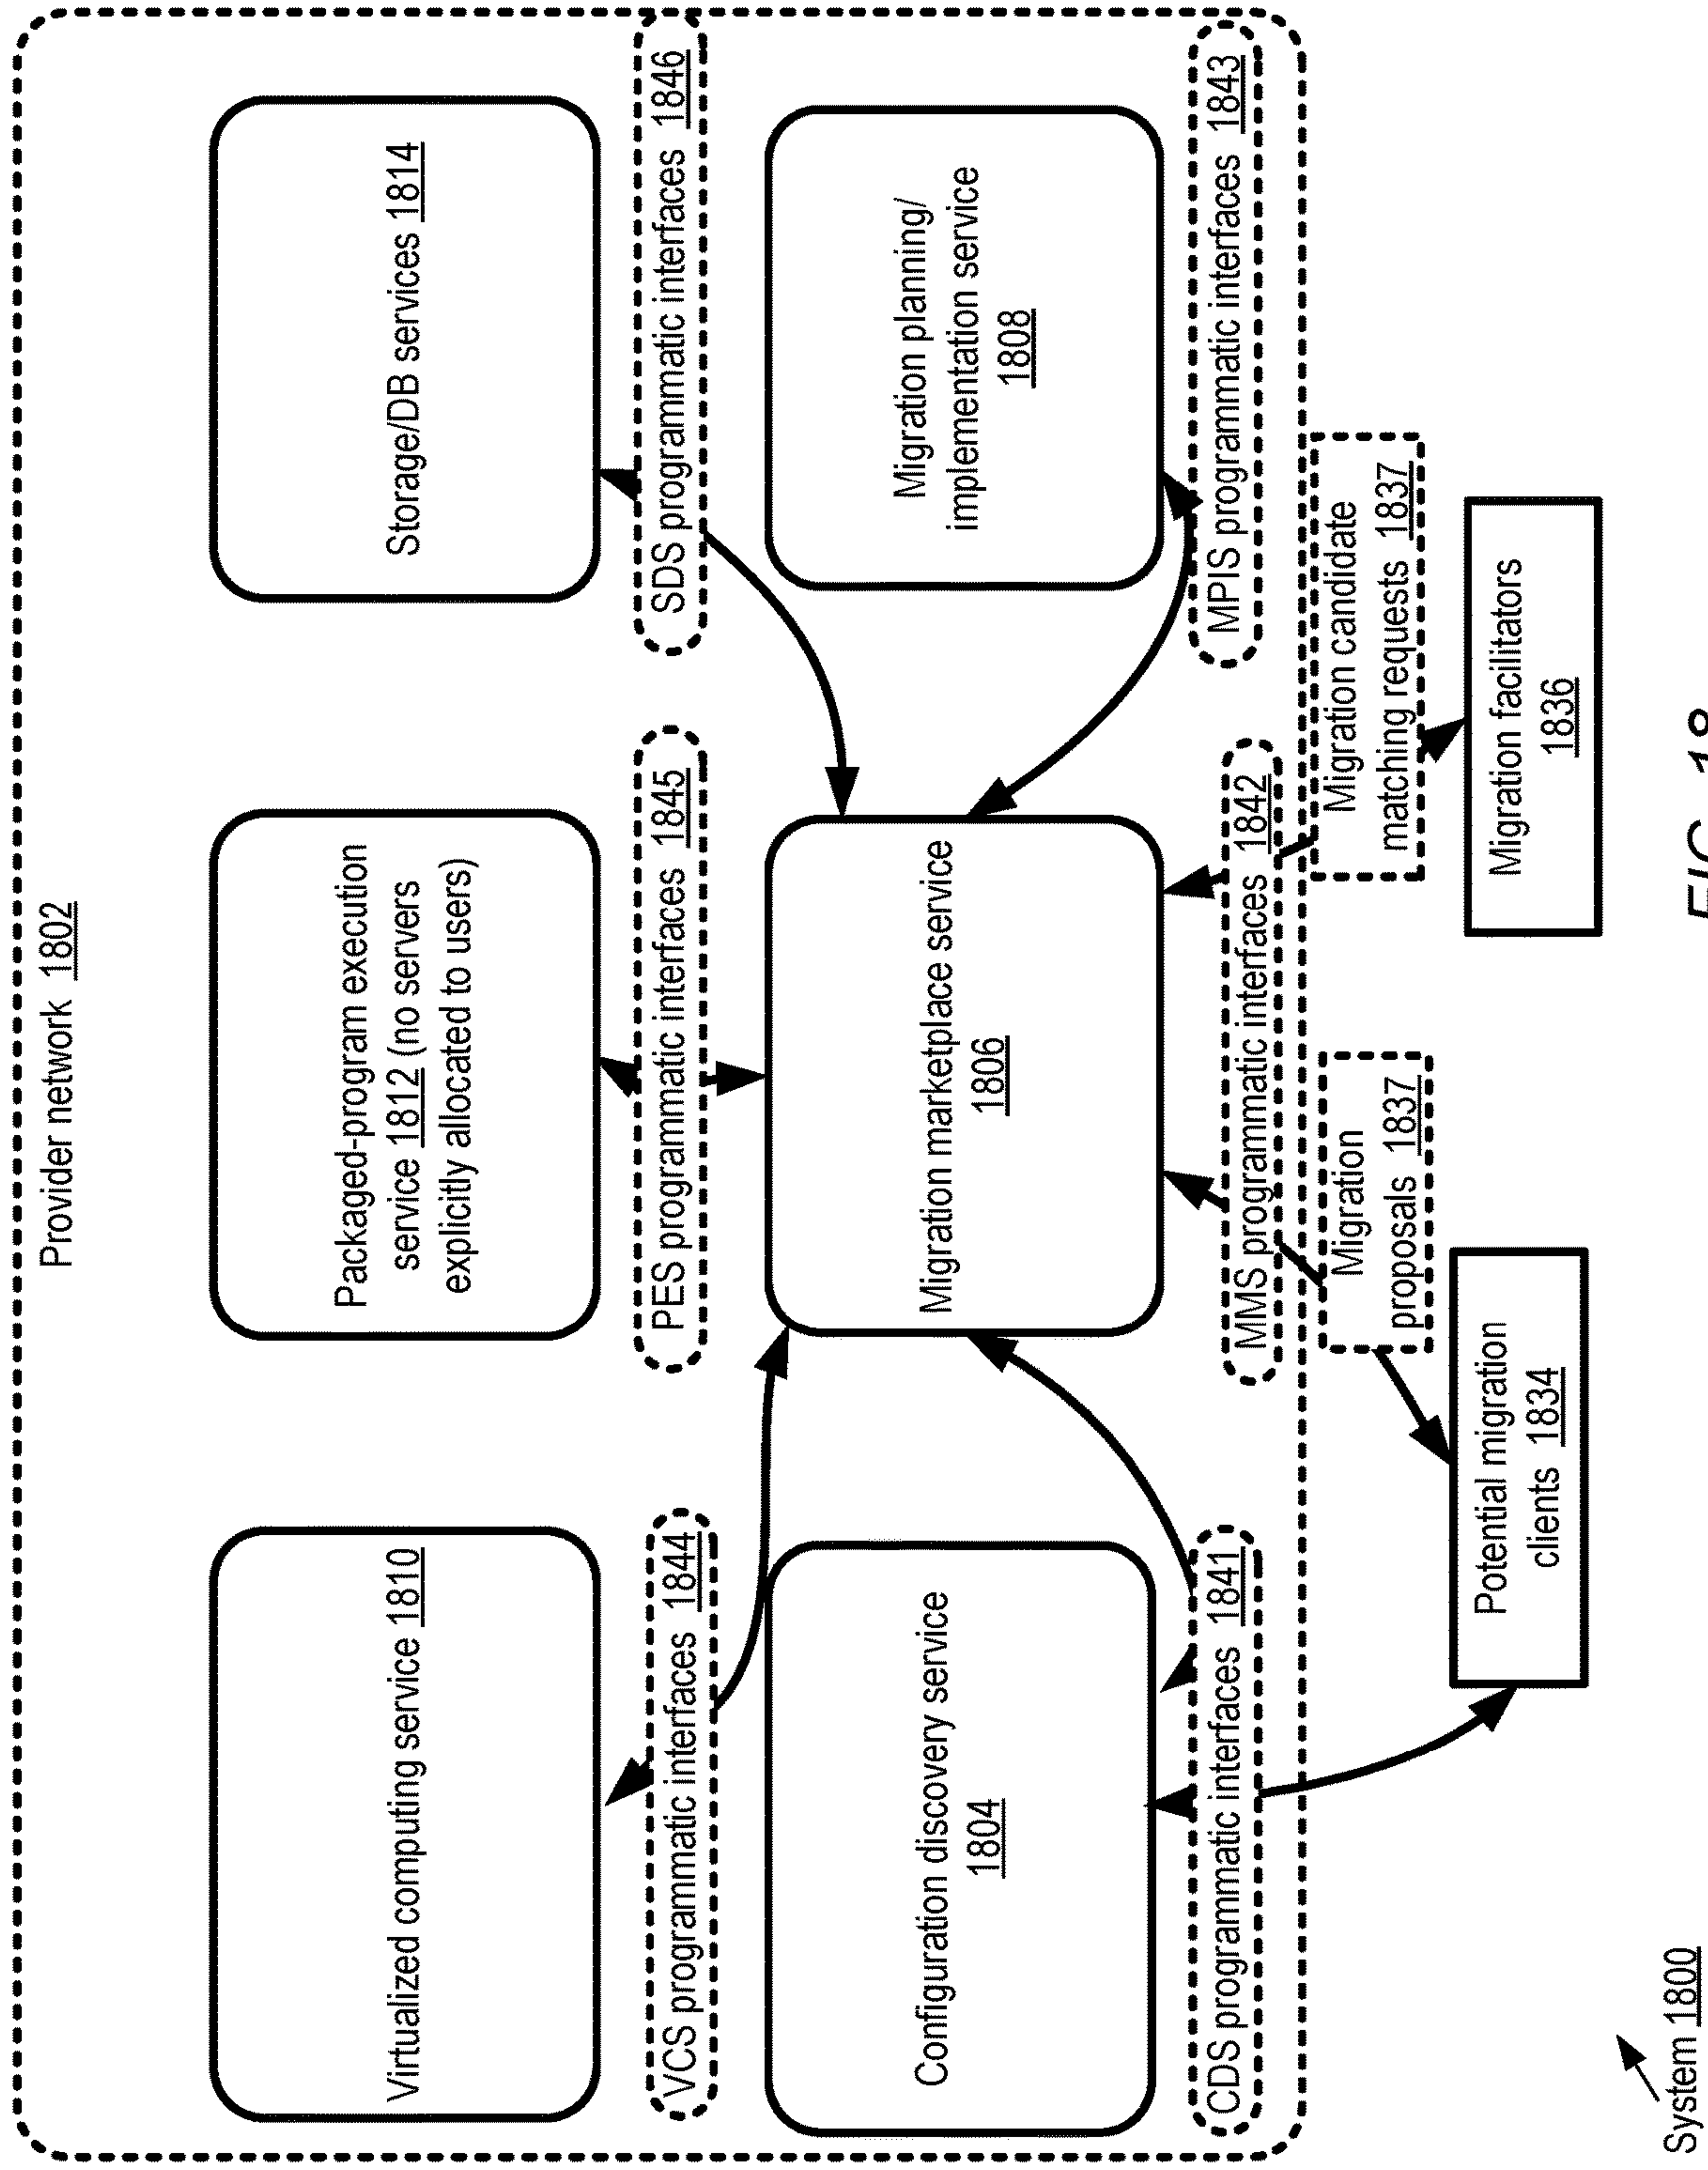 Provider network 1802
Virtualized computing service 1810
Packaged-program execution
service 1812 (no servers
explicitly allocated to users)
Storage/DB services 1814
VCS programmatic interfaces 1844
PES programmatic interfaces 1845
SDS programmatic interfaces 1846
Configuration discovery service
1804
Migration marketplace service
1806
Migration planning/
implementation service
1808
CDS programmatic interfaces 1841
MMS programmatic interfaces 1842
MPIS programmatic interfaces 1843
Migration
proposals 1837
Migration candidate
matching requests 1837
Potential migration
clients 1834
Migration facilitators
1836
System 1800
FIG. 18